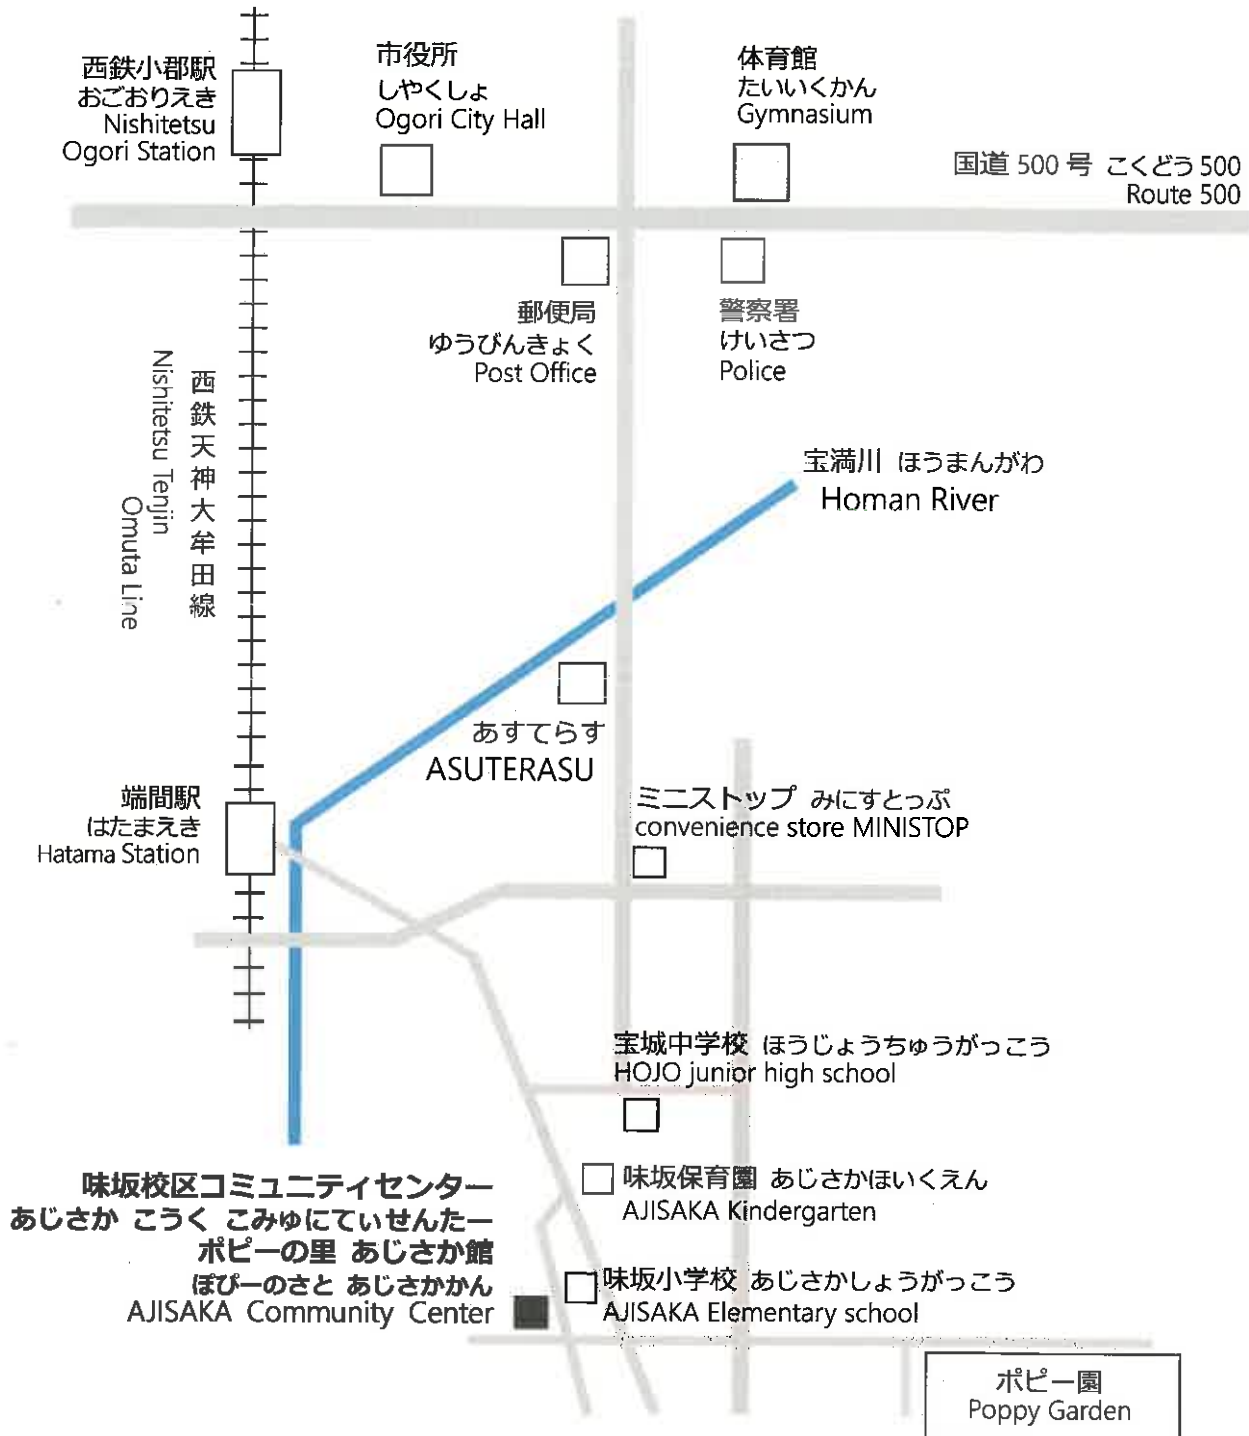 西鉄小郡駅
おごおりえき
Nishitetsu
Ogori Station
市役所
しやくしょ
Ogori City Hall
体育館
たいいくかん
Gymnasium
国道 500 号 こくどう 500
Route 500
郵便局
ゆうびんきょく
Post Office
警察署
けいさつ
Police
西鉄天神大牟田線
Nishitetsu Tenjin
Omuta Line
宝満川 ほうまんがわ
Homan River
あすてらす
ASUTERASU
端間駅
はたまえき
Hatama Station
ミニストップ みにすとっぷ
convenience store MINISTOP
宝城中学校 ほうじょうちゅうがっこう
HOJO junior high school
味坂保育園 あじさかほいくえん
AJISAKA Kindergarten
味坂校区コミュニティセンター
あじさか こうく こみゅにてぃせんたー
ポピーの里 あじさか館
ぽぴーのさと あじさかかん
AJISAKA Community Center
味坂小学校 あじさかしょうがっこう
AJISAKA Elementary school
ポピー園
Poppy Garden